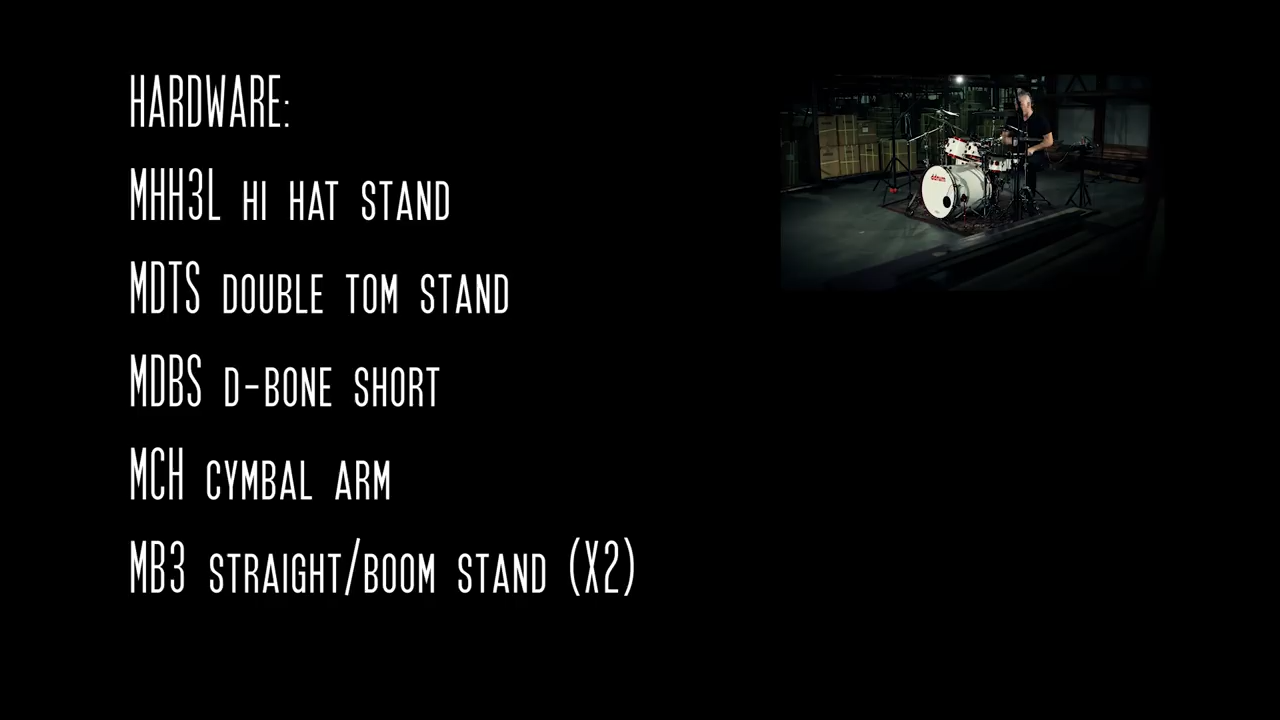 HARDWARE:
MHH3L HI HAT STAND
MDTS DOUBLE TOM STAND
MDBS D-BONE SHORT
MCH CYMBAL ARM
MB3 STRAIGHT/BOOM STAND (X2)